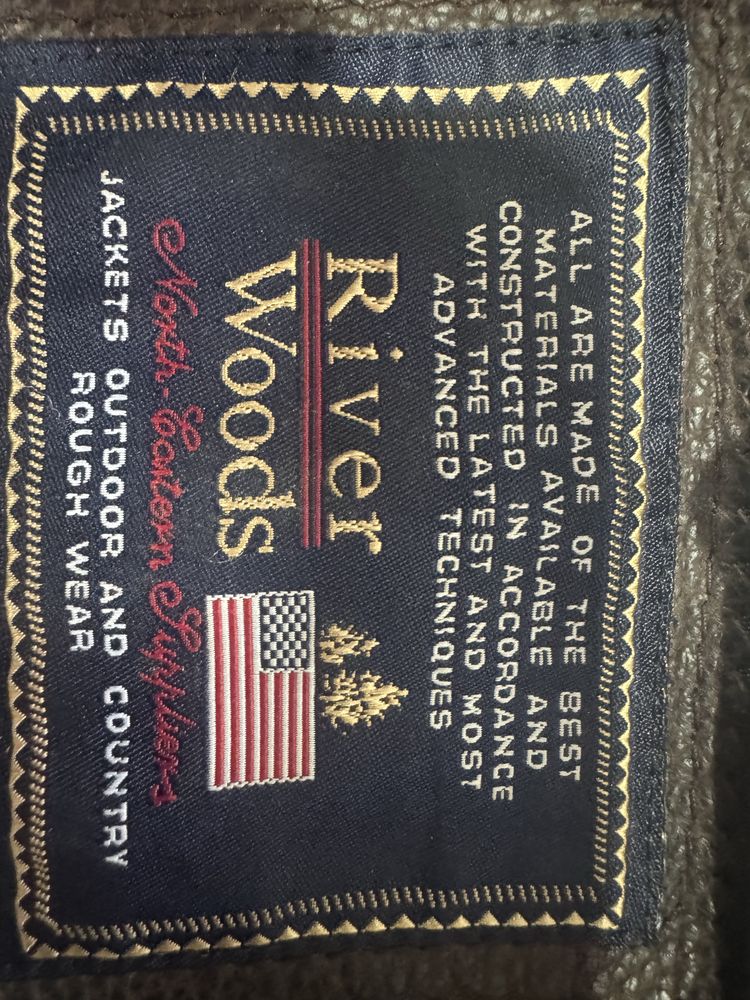 ALL ARE MADE OF THE BEST
MATERIALS AVAILABLE AND
CONSTRUCTED IN ACCORDANCE
WITH THE LATEST AND MOST
ADVANCED TECHNIQUES
River
Woods
North-Eastern Suppliers
JACKETS OUTDOOR AND COUNTRY
ROUGH WEAR